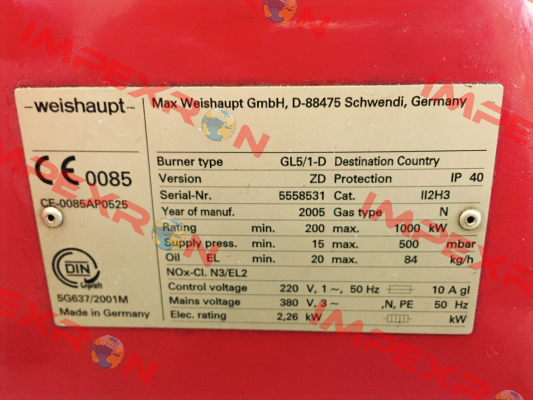 -weishaupt-
Max Weishaupt GmbH, D-88475 Schwendi, Germany
CE 0085
CE-0085AP0525
DIN
Geprüft
5G637/2001M
Made in Germany
Burner type GL5/1-D Destination Country
Version ZD Protection IP 40
Serial-Nr. 5558531 Cat. II2H3
Year of manuf. 2005 Gas type N
Rating min. 200 max. 1000 kW
Supply press. min. 15 max. 500 mbar
Oil EL min. 20 max. 84 kg/h
NOx-Cl. N3/EL2
Control voltage 220 V, 1~, 50 Hz 10 A gl
Mains voltage 380 V, 3~ ,N, PE 50 Hz
Elec. rating 2,26 kW kW
IMPEXRON
IMPEXRON
IMPEXRON
IMPEXRON